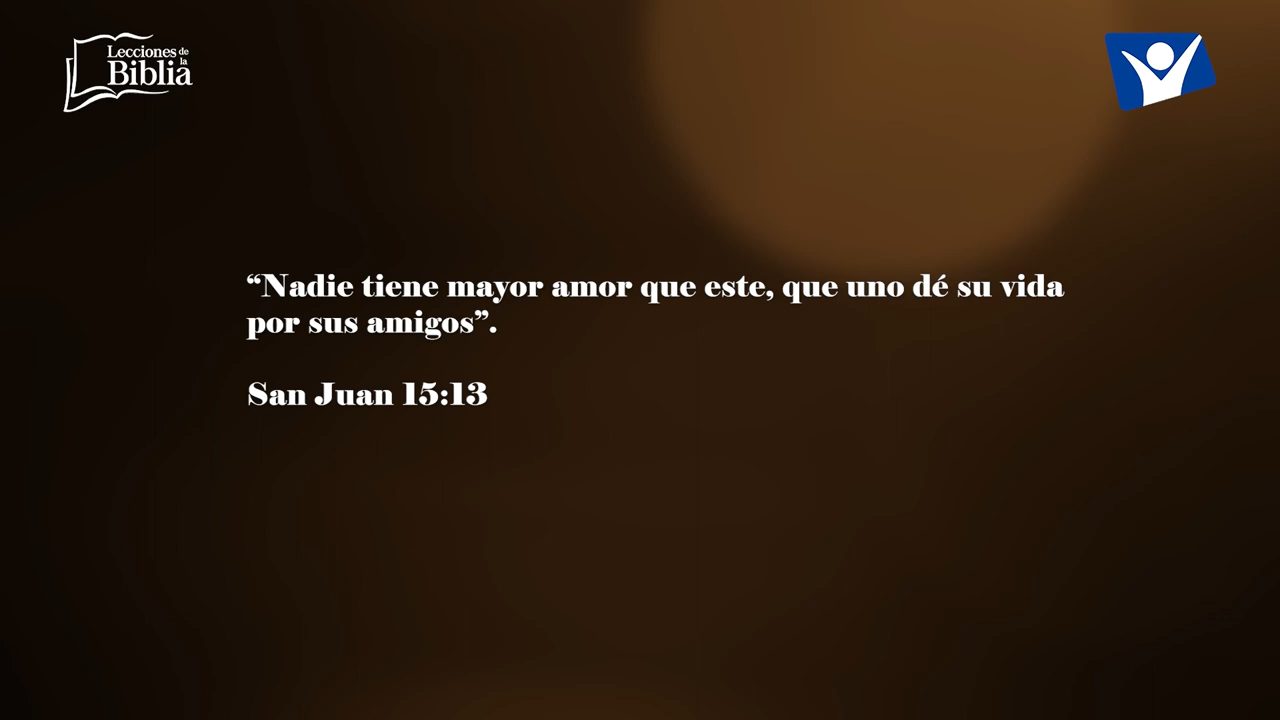 Lecciones de
la
Biblia
“Nadie tiene mayor amor que este, que uno dé su vida
por sus amigos”.
San Juan 15:13